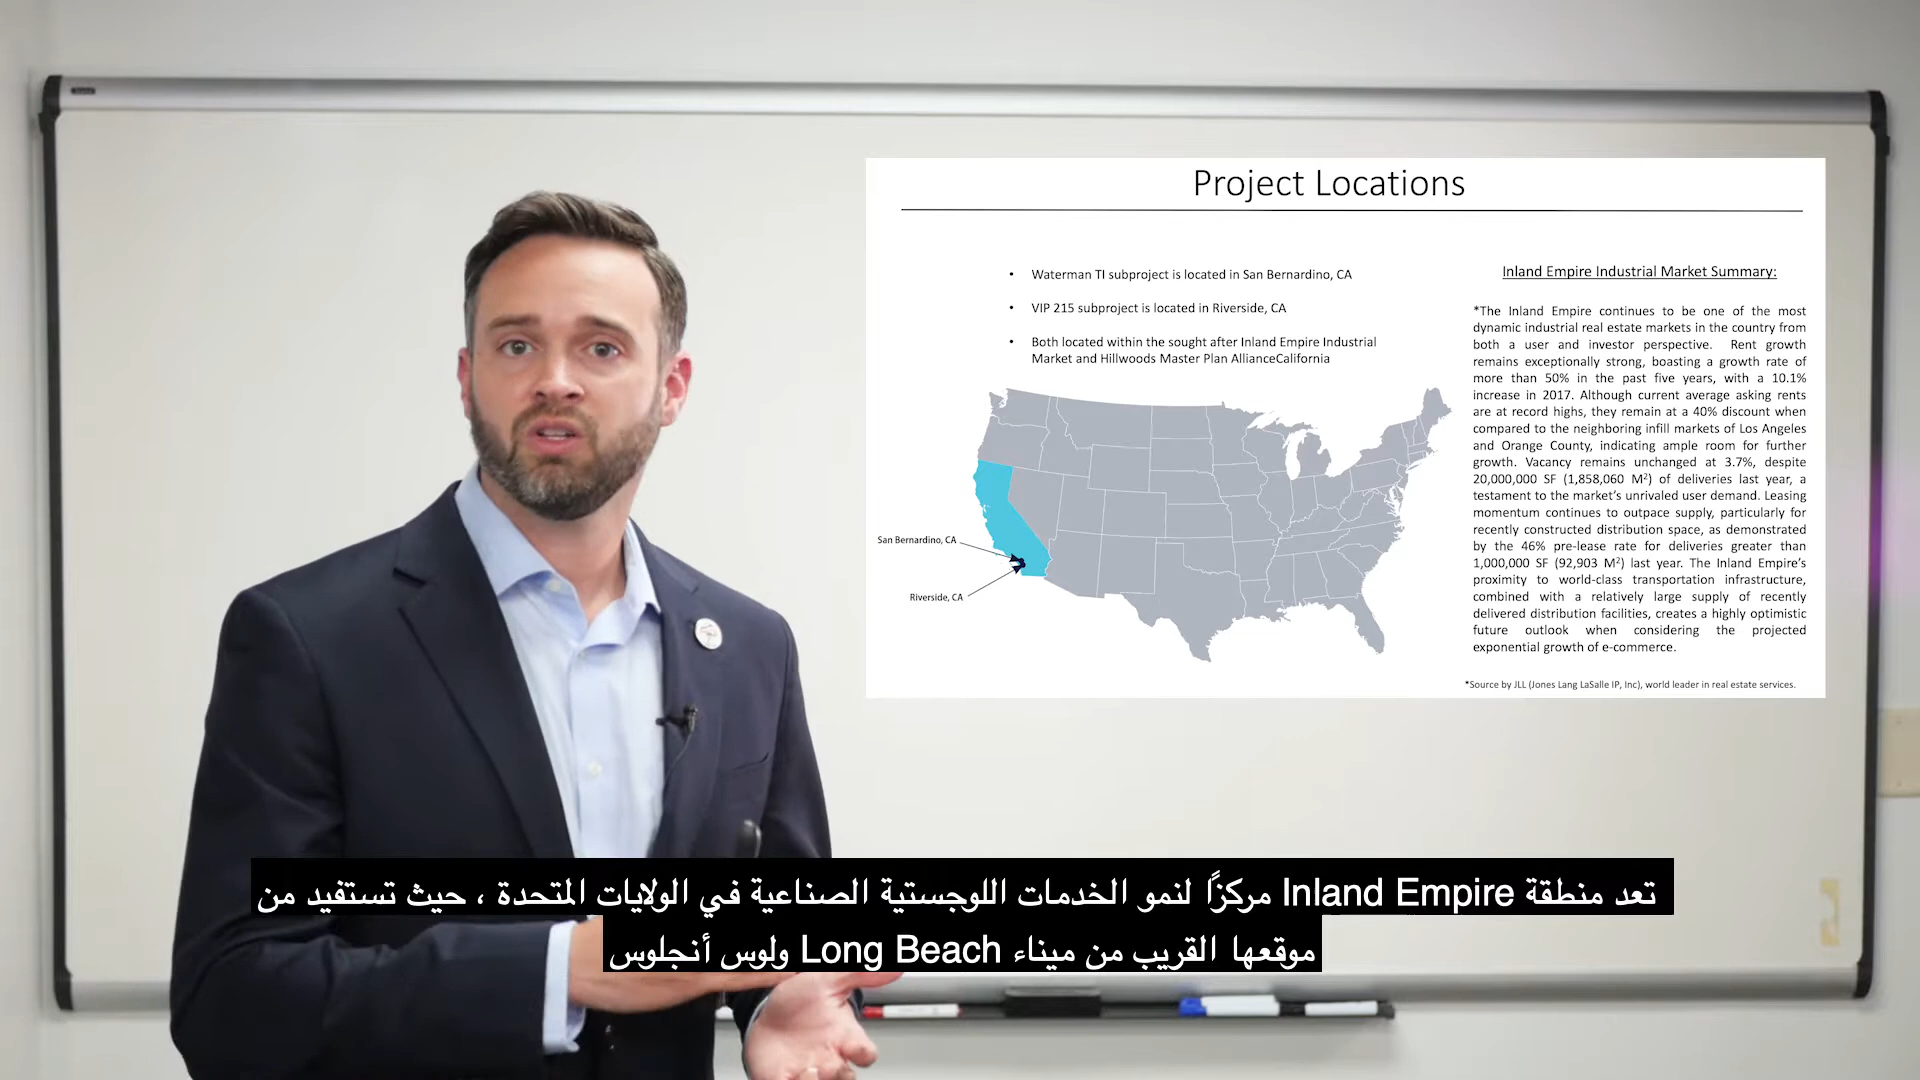 Project Locations
• Waterman TI subproject is located in San Bernardino, CA
• VIP 215 subproject is located in Riverside, CA
• Both located within the sought after Inland Empire Industrial
Market and Hillwoods Master Plan AllianceCalifornia
San Bernardino, CA
Riverside, CA
Inland Empire Industrial Market Summary:
*The Inland Empire continues to be one of the most
dynamic industrial real estate markets in the country from
both a user and investor perspective. Rent growth
remains exceptionally strong, boasting a growth rate of
more than 50% in the past five years, with a 10.1%
increase in 2017. Although current average asking rents
are at record highs, they remain at a 40% discount when
compared to the neighboring infill markets of Los Angeles
and Orange County, indicating ample room for further
growth. Vacancy remains unchanged at 3.7%, despite
20,000,000 SF (1,858,060 M²) of deliveries last year, a
testament to the market's unrivaled user demand. Leasing
momentum continues to outpace supply, particularly for
recently constructed distribution space, as demonstrated
by the 46% pre-lease rate for deliveries greater than
1,000,000 SF (92,903 M²) last year. The Inland Empire's
proximity to world-class transportation infrastructure,
combined with a relatively large supply of recently
delivered distribution facilities, creates a highly optimistic
future outlook when considering the projected
exponential growth of e-commerce.
*Source by JLL (Jones Lang LaSalle IP, Inc), world leader in real estate services.
تعد منطقة Inland Empire مركزًا لنمو الخدمات اللوجستية الصناعية في الولايات المتحدة ، حيث تستفيد من
موقعها القريب من ميناء Long Beach ولوس أنجلوس